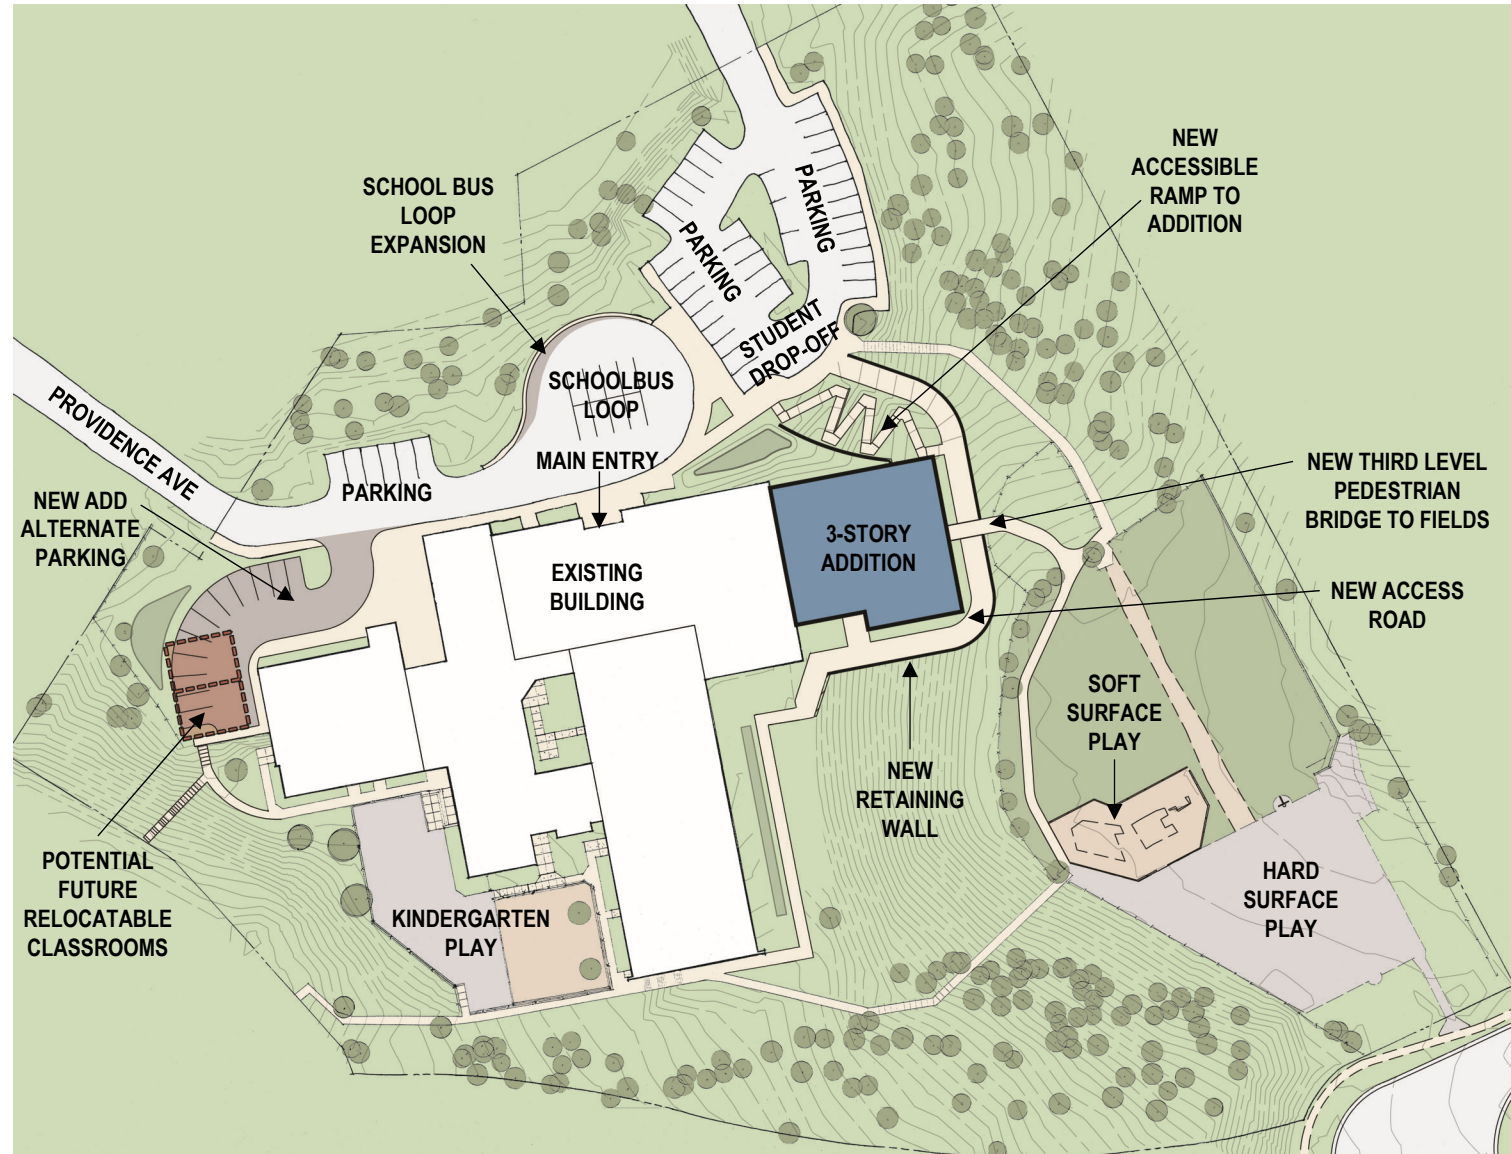 NEW
ACCESSIBLE
RAMP TO
ADDITION
SCHOOL BUS
LOOP
EXPANSION
PARKING
PARKING
STUDENT
DROP-OFF
SCHOOLBUS
LOOP
PROVIDENCE AVE
MAIN ENTRY
PARKING
NEW ADD
ALTERNATE
PARKING
NEW THIRD LEVEL
PEDESTRIAN
BRIDGE TO FIELDS
3-STORY
ADDITION
EXISTING
BUILDING
NEW ACCESS
ROAD
SOFT
SURFACE
PLAY
NEW
RETAINING
WALL
POTENTIAL
FUTURE
RELOCATABLE
CLASSROOMS
KINDERGARTEN
PLAY
HARD
SURFACE
PLAY